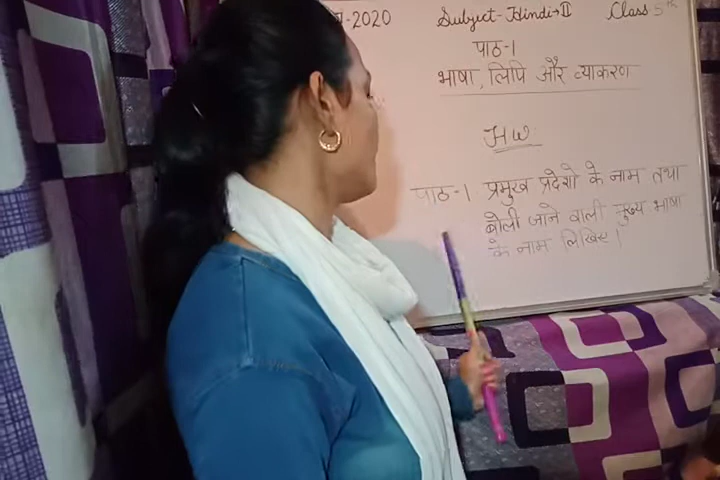 -2020 Subject-Hindi-II Class 5th
पाठ-1
भाषा, लिपि और व्याकरण
H.W.
पाठ-1 प्रमुख प्रदेशो के नाम तथा
बोली जाने वाली मुख्य भाषा
के नाम लिखिए।